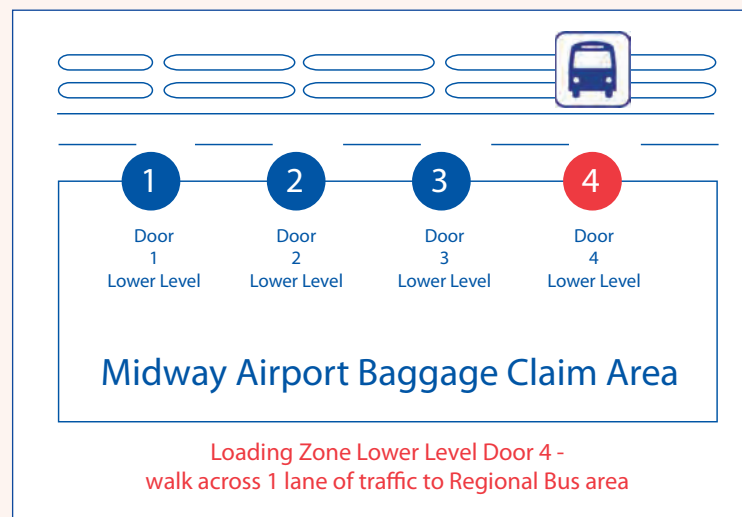 1 2 3 4
Door Door Door Door
1 2 3 4
Lower Level Lower Level Lower Level Lower Level
Midway Airport Baggage Claim Area
Loading Zone Lower Level Door 4 -
walk across 1 lane of traffic to Regional Bus area